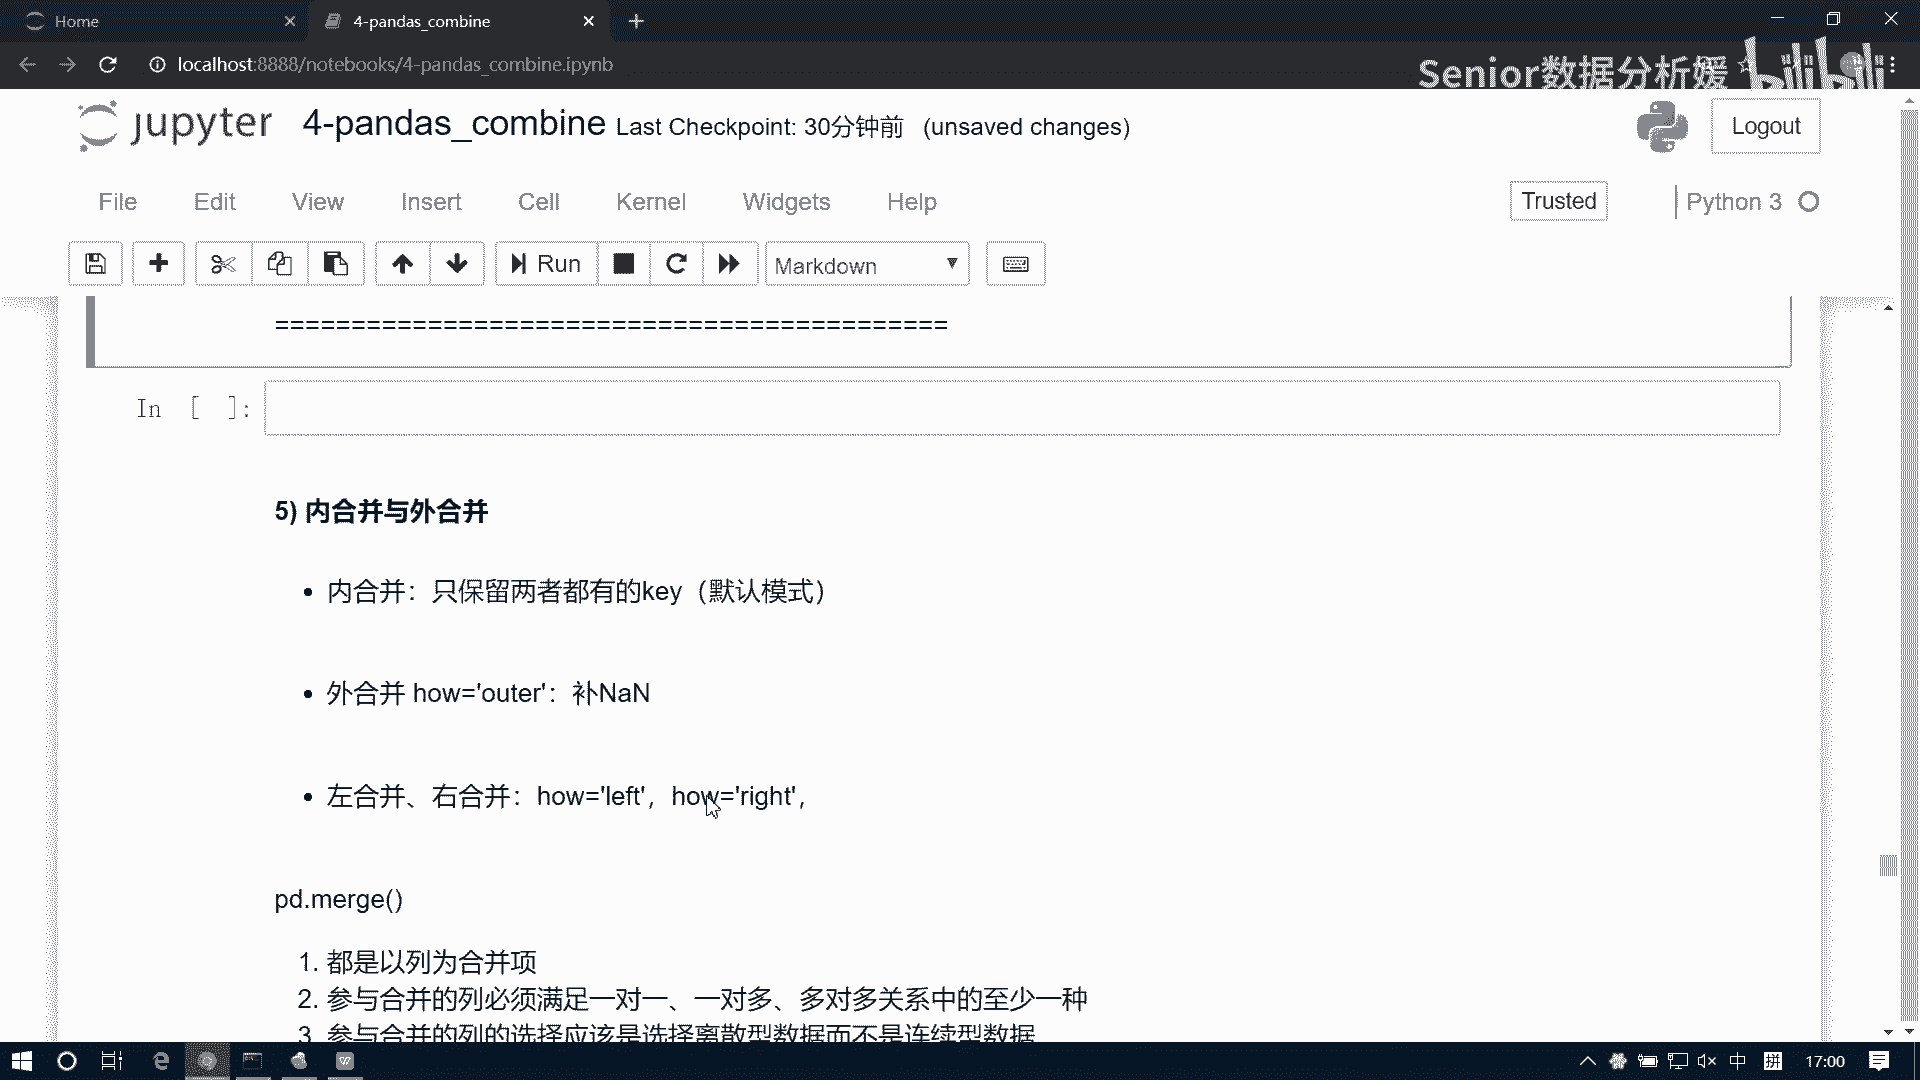 Home
4-pandas_combine
localhost:8888/notebooks/4-pandas_combine.ipynb
Senior数据分析媛
bilibili
jupyter 4-pandas_combine Last Checkpoint: 30分钟前 (unsaved changes)
Logout
File Edit View Insert Cell Kernel Widgets Help
Trusted
Python 3
Run
Markdown
============================================
In [ ]:
5) 内合并与外合并
• 内合并：只保留两者都有的key（默认模式）
• 外合并 how='outer'：补NaN
• 左合并、右合并：how='left'，how='right'，
pd.merge()
1. 都是以列为合并项
2. 参与合并的列必须满足一对一、一对多、多对多关系中的至少一种
3. 参与合并的列的选择应该是选择离散型数据而不是连续型数据
中
拼
17:00